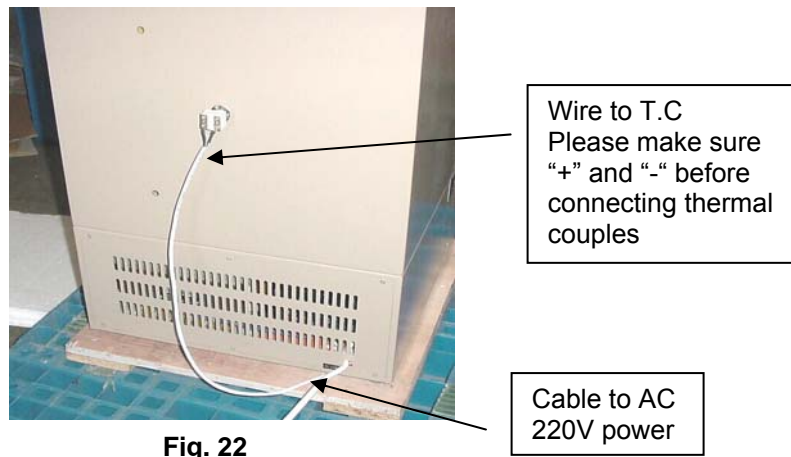 Wire to T.C
Please make sure
“+” and “-“ before
connecting thermal
couples
Cable to AC
220V power
Fig. 22